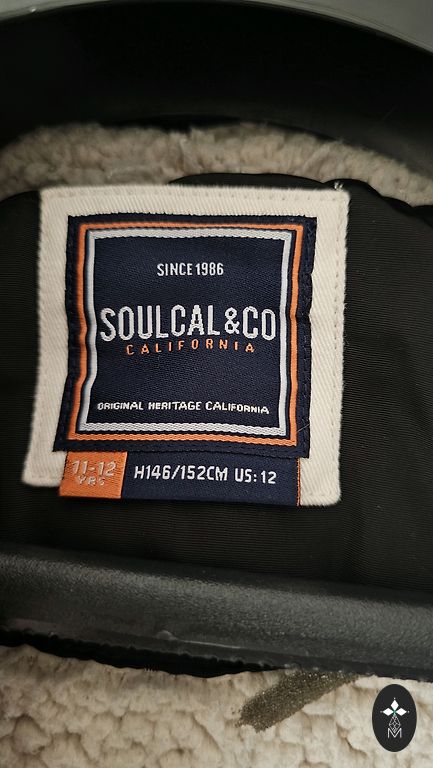 SINCE 1986
SOULCAL&CO
CALIFORNIA
ORIGINAL HERITAGE CALIFORNIA
11-12 H146/152CM US: 12
YRS
M